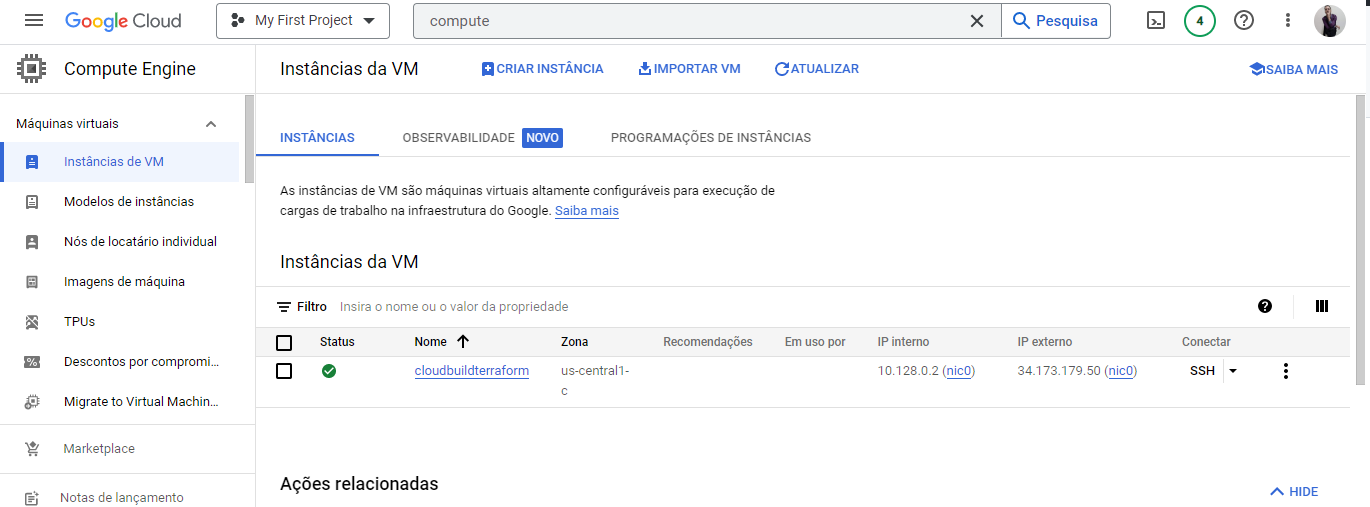 Google Cloud
My First Project
compute
Pesquisa
4
Compute Engine
Instâncias da VM
CRIAR INSTÂNCIA
IMPORTAR VM
ATUALIZAR
SAIBA MAIS
Máquinas virtuais
Instâncias de VM
Modelos de instâncias
Nós de locatário individual
Imagens de máquina
TPUs
Descontos por compromi...
Migrate to Virtual Machin...
Marketplace
Notas de lançamento
INSTÂNCIAS
OBSERVABILIDADE NOVO
PROGRAMAÇÕES DE INSTÂNCIAS
As instâncias de VM são máquinas virtuais altamente configuráveis para execução de
cargas de trabalho na infraestrutura do Google. Saiba mais
Instâncias da VM
Filtro Insira o nome ou o valor da propriedade
Status Nome Zona Recomendações Em uso por IP interno IP externo Conectar
cloudbuildterraform us-central1- 10.128.0.2 (nic0) 34.173.179.50 (nic0) SSH
c
Ações relacionadas
HIDE